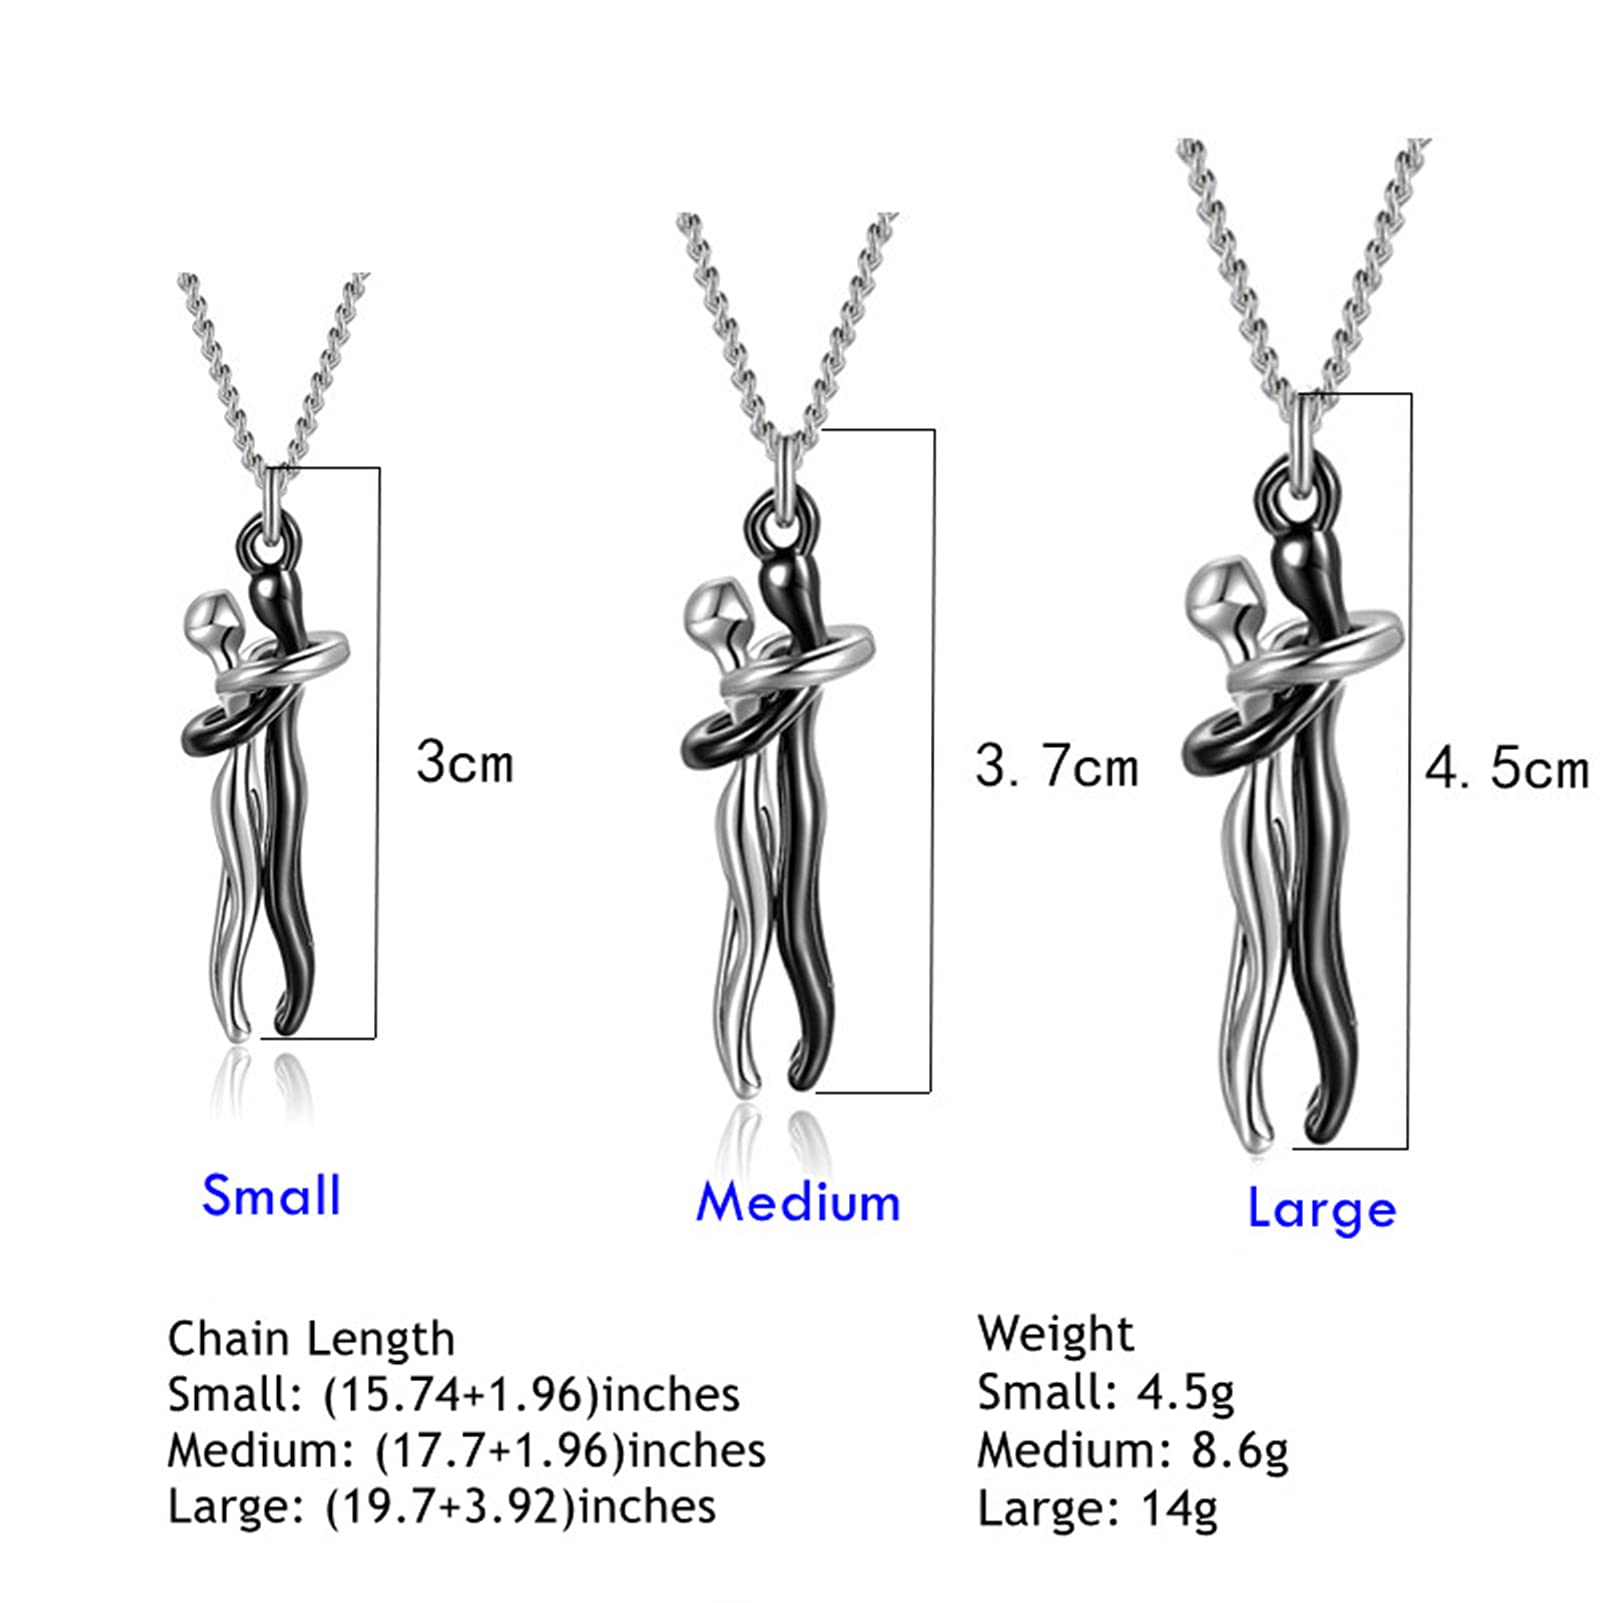 3cm
3. 7cm
4. 5cm
Small
Medium
Large
Chain Length
Small: (15.74+1.96)inches
Medium: (17.7+1.96)inches
Large: (19.7+3.92)inches
Weight
Small: 4.5g
Medium: 8.6g
Large: 14g